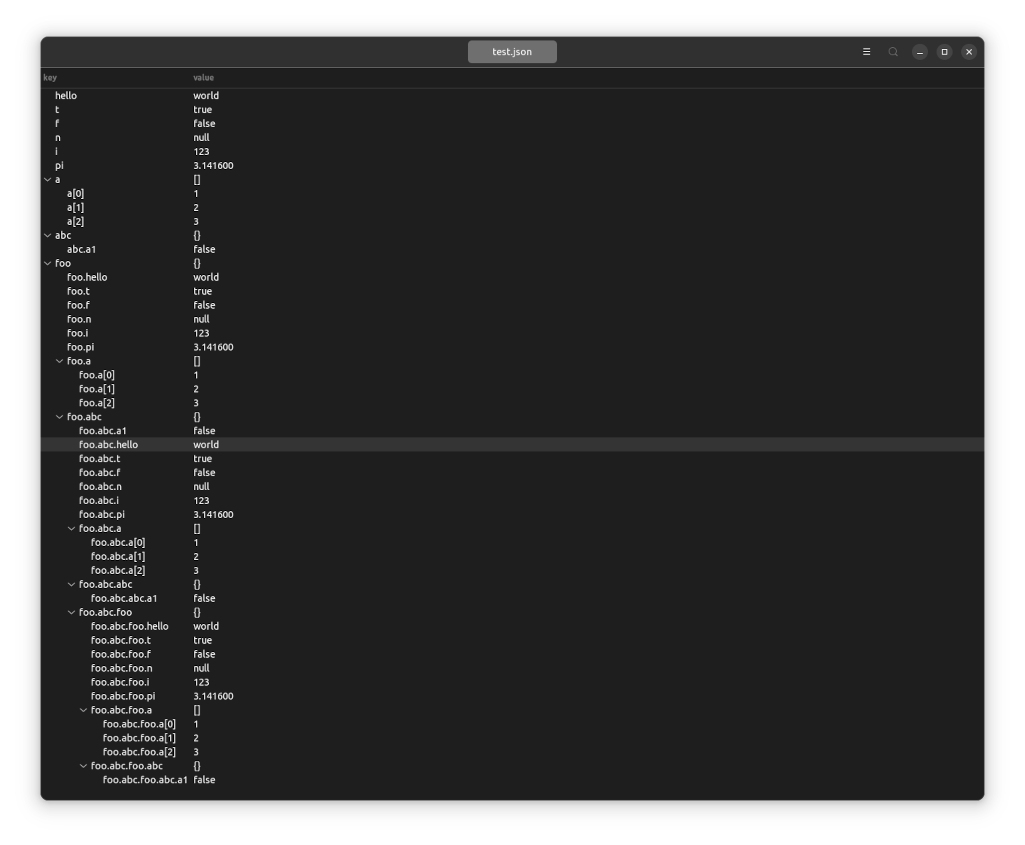 test.json
key value
hello world
t true
f false
n null
i 123
pi 3.141600
a []
a[0] 1
a[1] 2
a[2] 3
abc {}
abc.a1 false
foo {}
foo.hello world
foo.t true
foo.f false
foo.n null
foo.i 123
foo.pi 3.141600
foo.a []
foo.a[0] 1
foo.a[1] 2
foo.a[2] 3
foo.abc {}
foo.abc.a1 false
foo.abc.hello world
foo.abc.t true
foo.abc.f false
foo.abc.n null
foo.abc.i 123
foo.abc.pi 3.141600
foo.abc.a []
foo.abc.a[0] 1
foo.abc.a[1] 2
foo.abc.a[2] 3
foo.abc.abc {}
foo.abc.abc.a1 false
foo.abc.foo {}
foo.abc.foo.hello world
foo.abc.foo.t true
foo.abc.foo.f false
foo.abc.foo.n null
foo.abc.foo.i 123
foo.abc.foo.pi 3.141600
foo.abc.foo.a []
foo.abc.foo.a[0] 1
foo.abc.foo.a[1] 2
foo.abc.foo.a[2] 3
foo.abc.foo.abc {}
foo.abc.foo.abc.a1 false